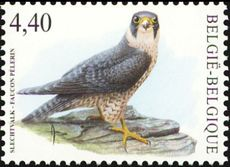 4,40
BELGIË-BELGIQUE
SLECHTVALK - FAUCON PÈLERIN